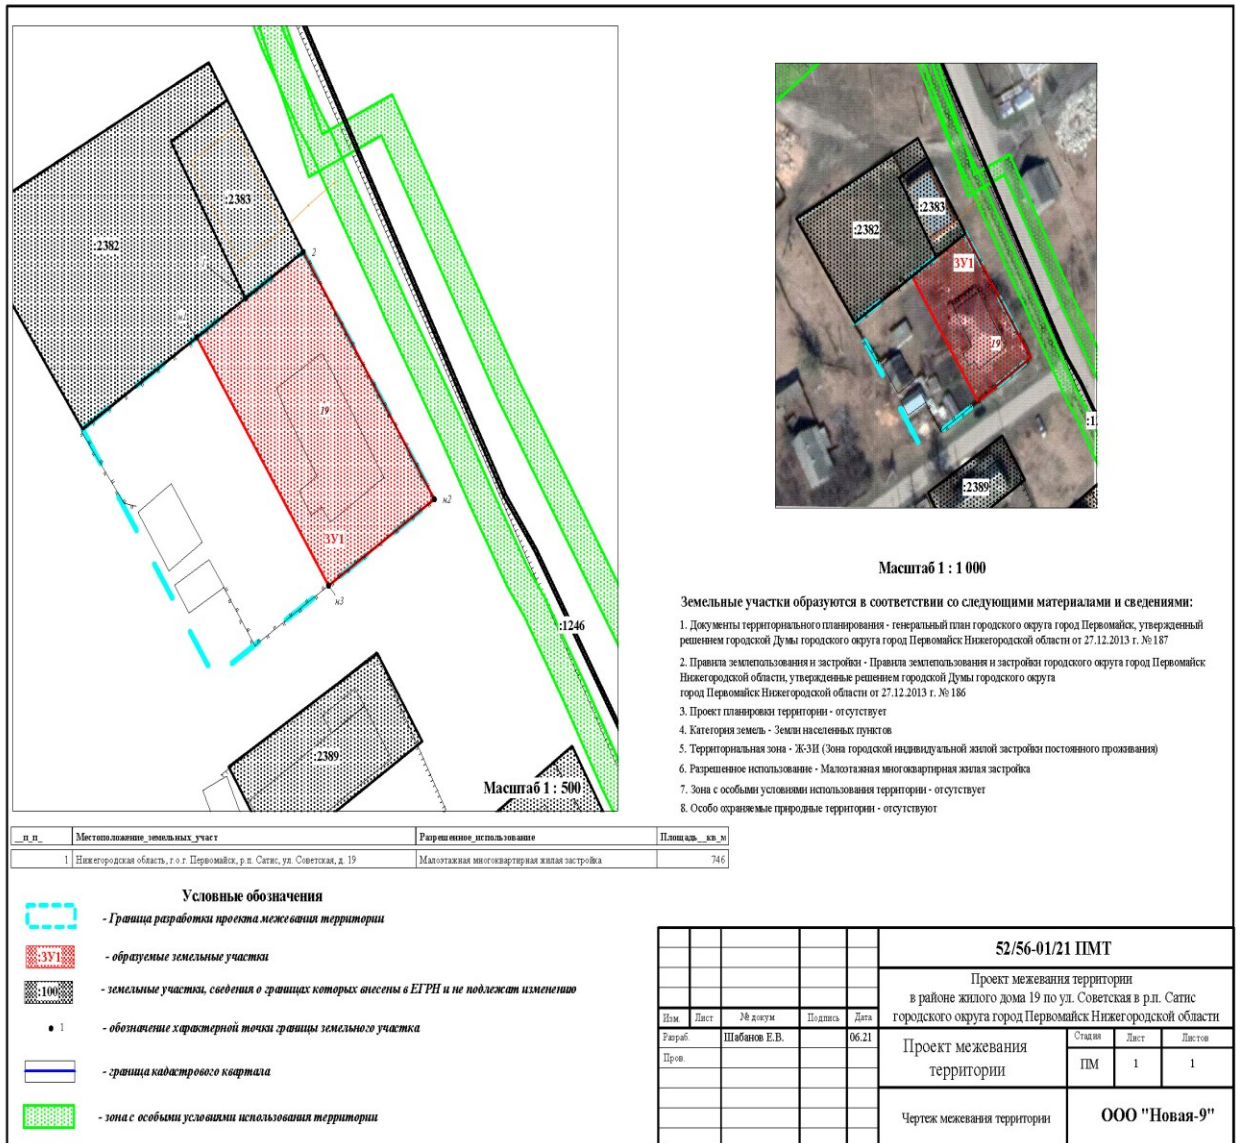 :2383
:2382
2
н1
19
н2
ЗУ1
н3
:1246
:2389
Масштаб 1 : 500
:2383
:2382
ЗУ1
19
:2389
Масштаб 1 : 1 000
Земельные участки образуются в соответствии со следующими материалами и сведениями:
1. Документы территориального планирования - генеральный план городского округа город Первомайск, утвержденный
решением городской Думы городского округа город Первомайск Нижегородской области от 27.12.2013 г. № 187
2. Правила землепользования и застройки - Правила землепользования и застройки городского округа город Первомайск
Нижегородской области, утвержденные решением городской Думы городского округа
город Первомайск Нижегородской области от 27.12.2013 г. № 186
3. Проект планировки территории - отсутствует
4. Категория земель - Земли населенных пунктов
5. Территориальная зона - Ж-3И (Зона городской индивидуальной жилой застройки постоянного проживания)
6. Разрешенное использование - Малоэтажная многоквартирная жилая застройка
7. Зона с особыми условиями использования территории - отсутствует
8. Особо охраняемые природные территории - отсутствуют
__п_п_ Местоположение_земельных_участ Разрешенное_использование Площадь__кв_м
1 Нижегородская область, г.о.г. Первомайск, р.п. Сатис, ул. Советская, д. 19 Малоэтажная многоквартирная жилая застройка 746
Условные обозначения
- Граница разработки проекта межевания территории
:ЗУ1 - образуемые земельные участки
:100 - земельные участки, сведения о границах которых внесены в ЕГРН и не подлежат изменению
1 - обозначение характерной точки границы земельного участка
- граница кадастрового квартала
- зона с особыми условиями использования территории
52/56-01/21 ПМТ
Проект межевания территории
в районе жилого дома 19 по ул. Советская в р.п. Сатис
городского округа город Первомайск Нижегородской области
Изм. Лист № докум Подпись Дата
Разраб. Шабанов Е.В. 06.21
Пров.
Проект межевания
территории
Стадия Лист Листов
ПМ 1 1
Чертеж межевания территории
ООО "Новая-9"